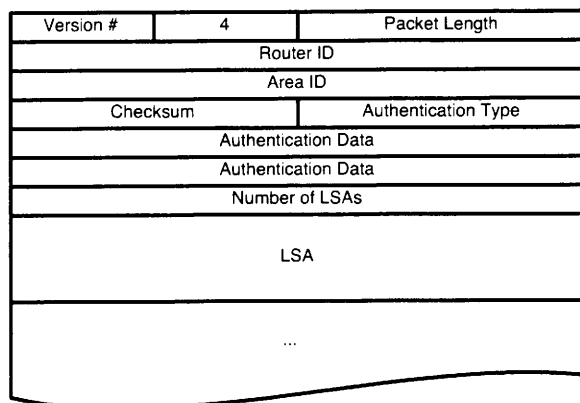 Version # 4 Packet Length
Router ID
Area ID
Checksum Authentication Type
Authentication Data
Authentication Data
Number of LSAs
LSA
...